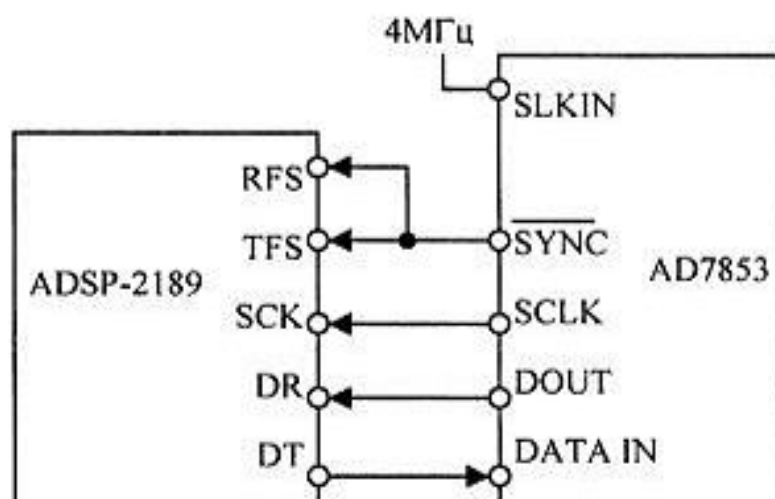 4МГц
SLKIN
RFS
TFS
SYNC
ADSP-2189
AD7853
SCK
SCLK
DR
DOUT
DT
DATA IN